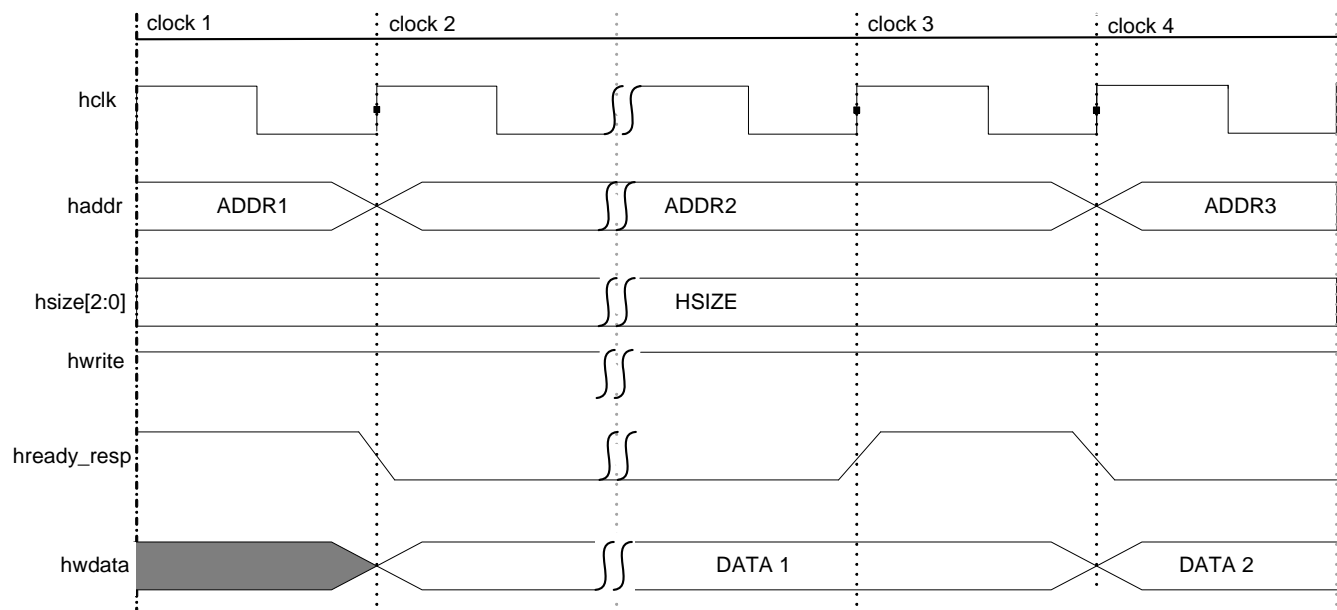 clock 1 clock 2 clock 3 clock 4
hclk
haddr ADDR1 ADDR2 ADDR3
hsize[2:0] HSIZE
hwrite
hready_resp
hwdata DATA 1 DATA 2